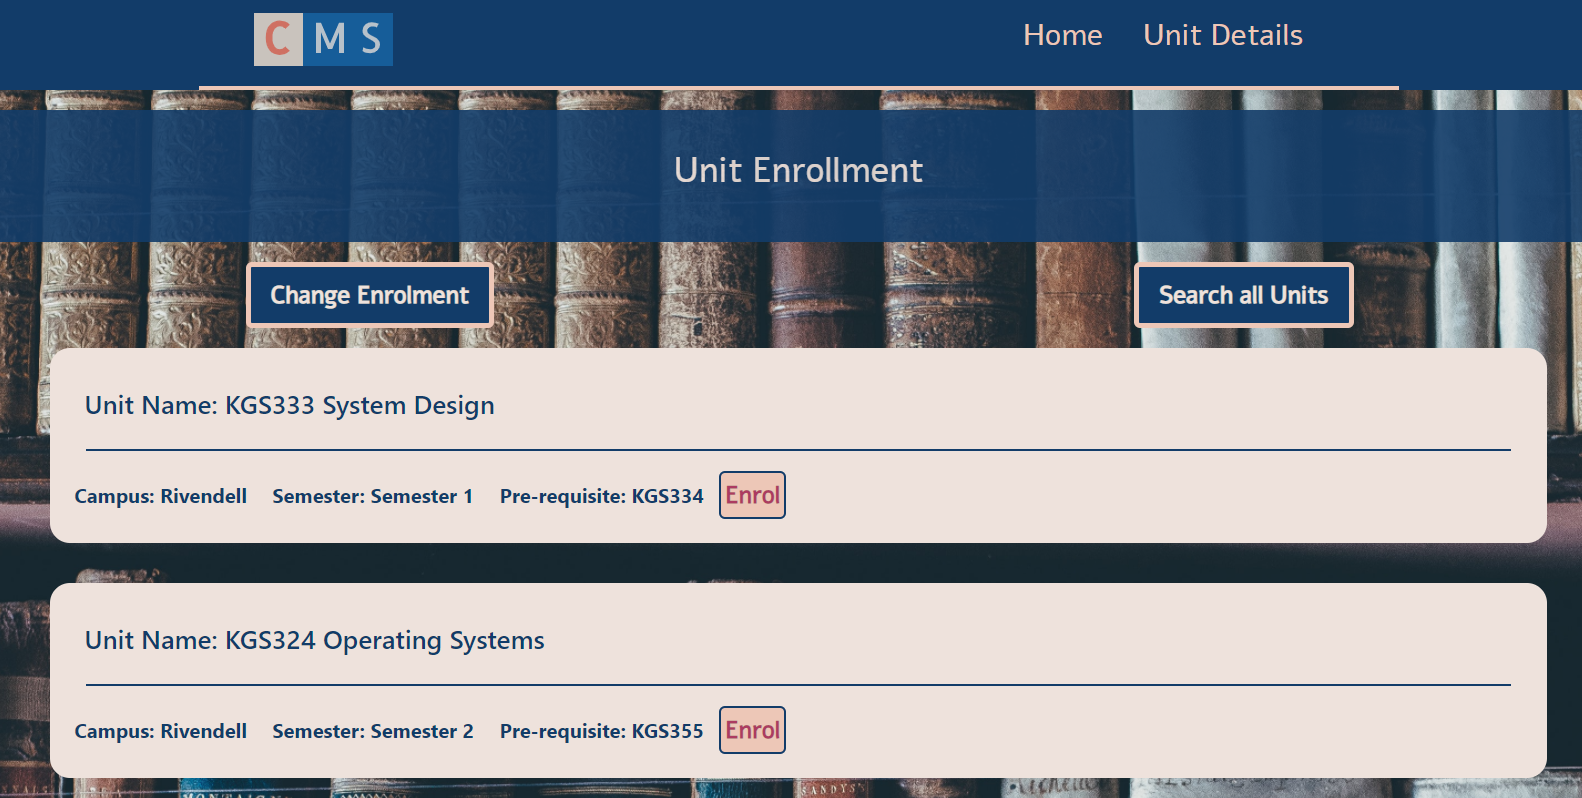 C M S
Home Unit Details
Unit Enrollment
Change Enrolment Search all Units
Unit Name: KGS333 System Design
Campus: Rivendell Semester: Semester 1 Pre-requisite: KGS334 Enrol
Unit Name: KGS324 Operating Systems
Campus: Rivendell Semester: Semester 2 Pre-requisite: KGS355 Enrol